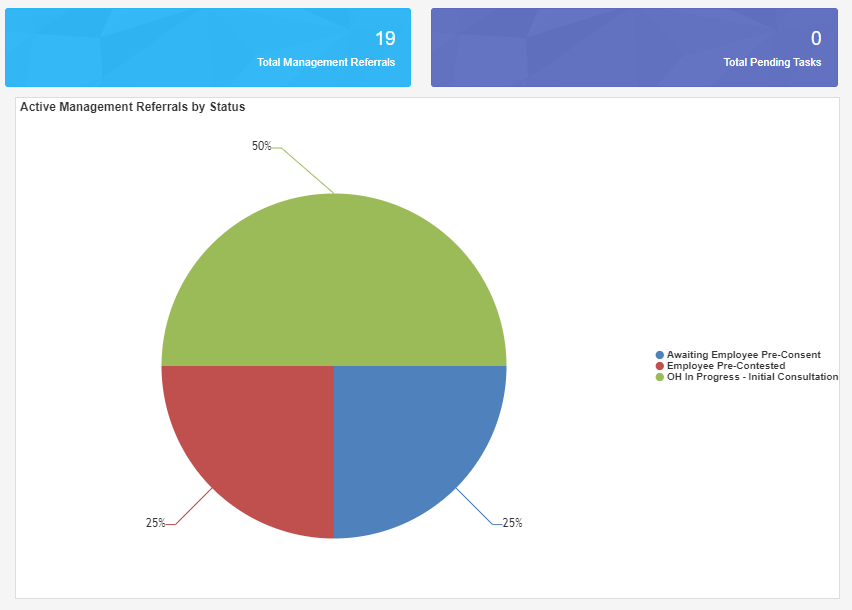 19
Total Management Referrals
0
Total Pending Tasks
Active Management Referrals by Status
50%
Awaiting Employee Pre-Consent
Employee Pre-Contested
OH In Progress - Initial Consultation
25%
25%